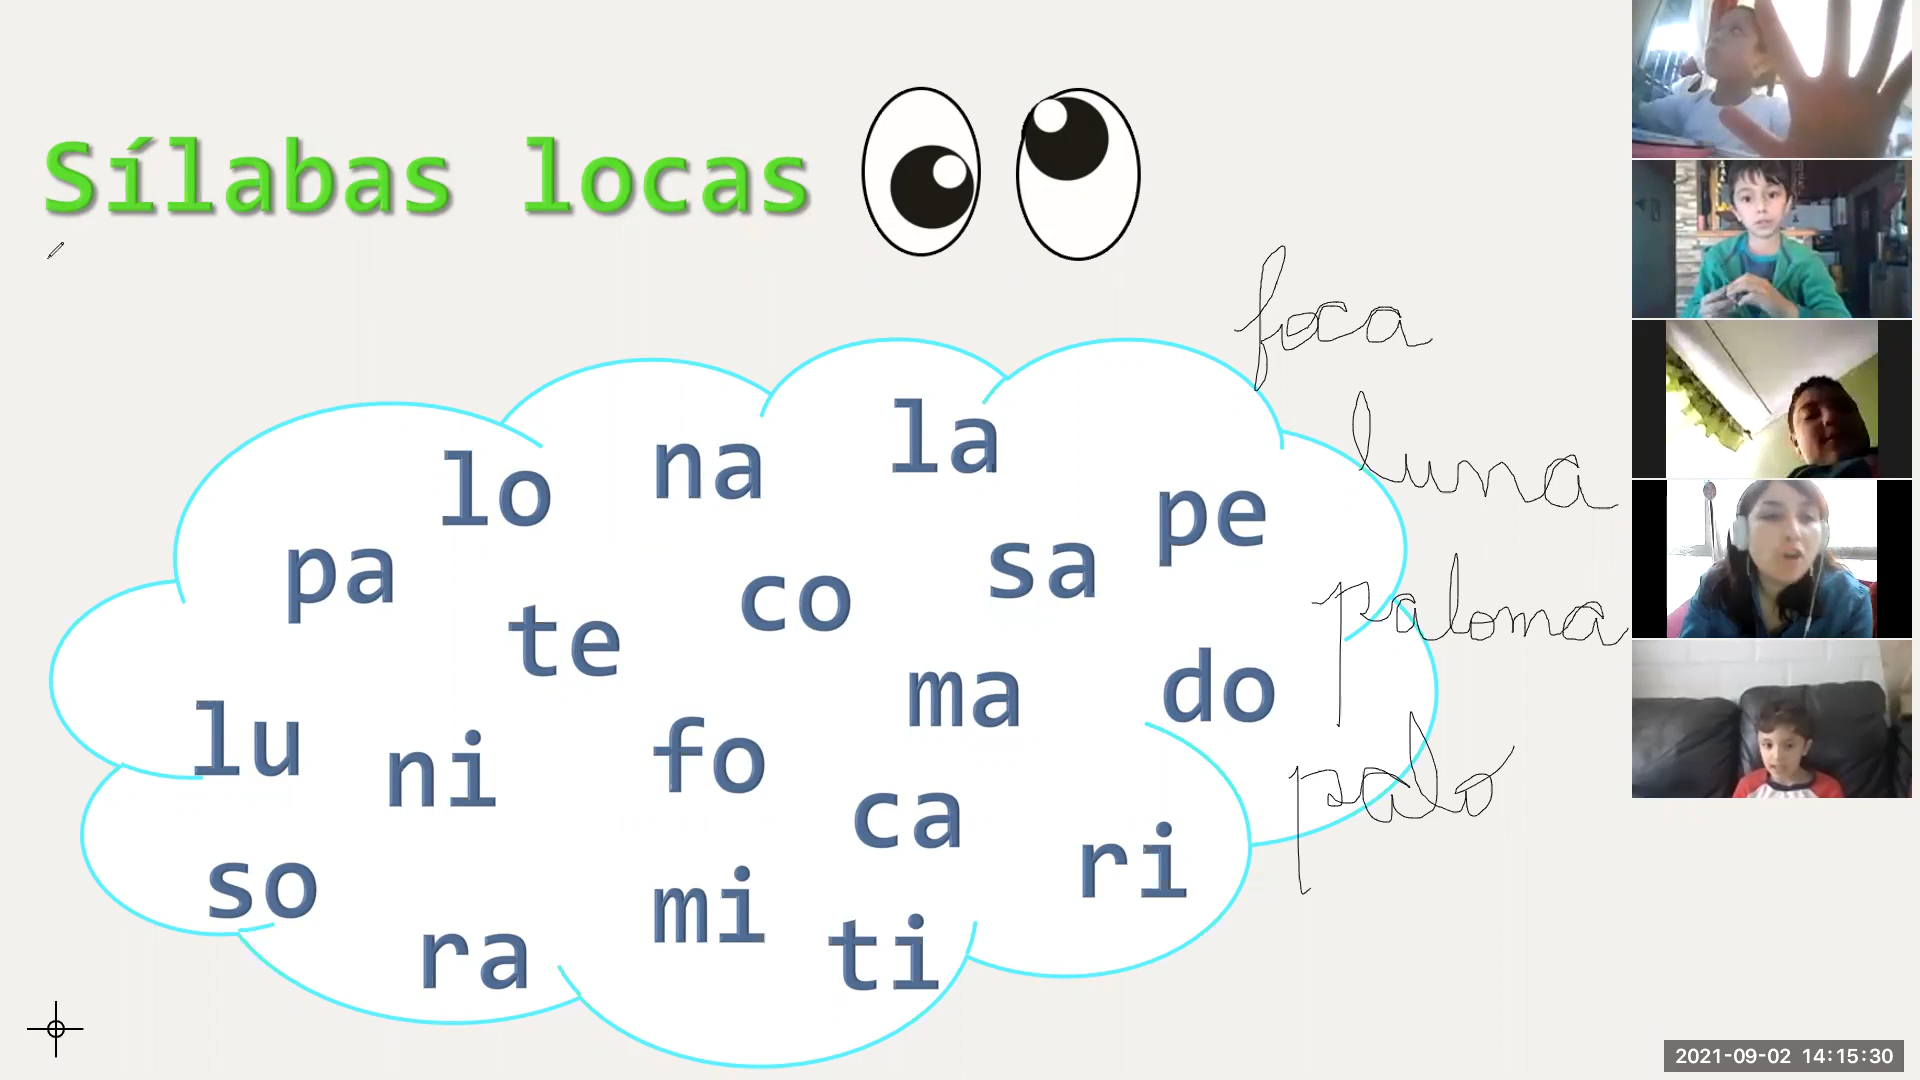 Sílabas locas
foca
luna
paloma
palo
lo na la pe
pa te co sa
lu ni fo ma do
so ra mi ca ti ri
2021-09-02 14:15:30